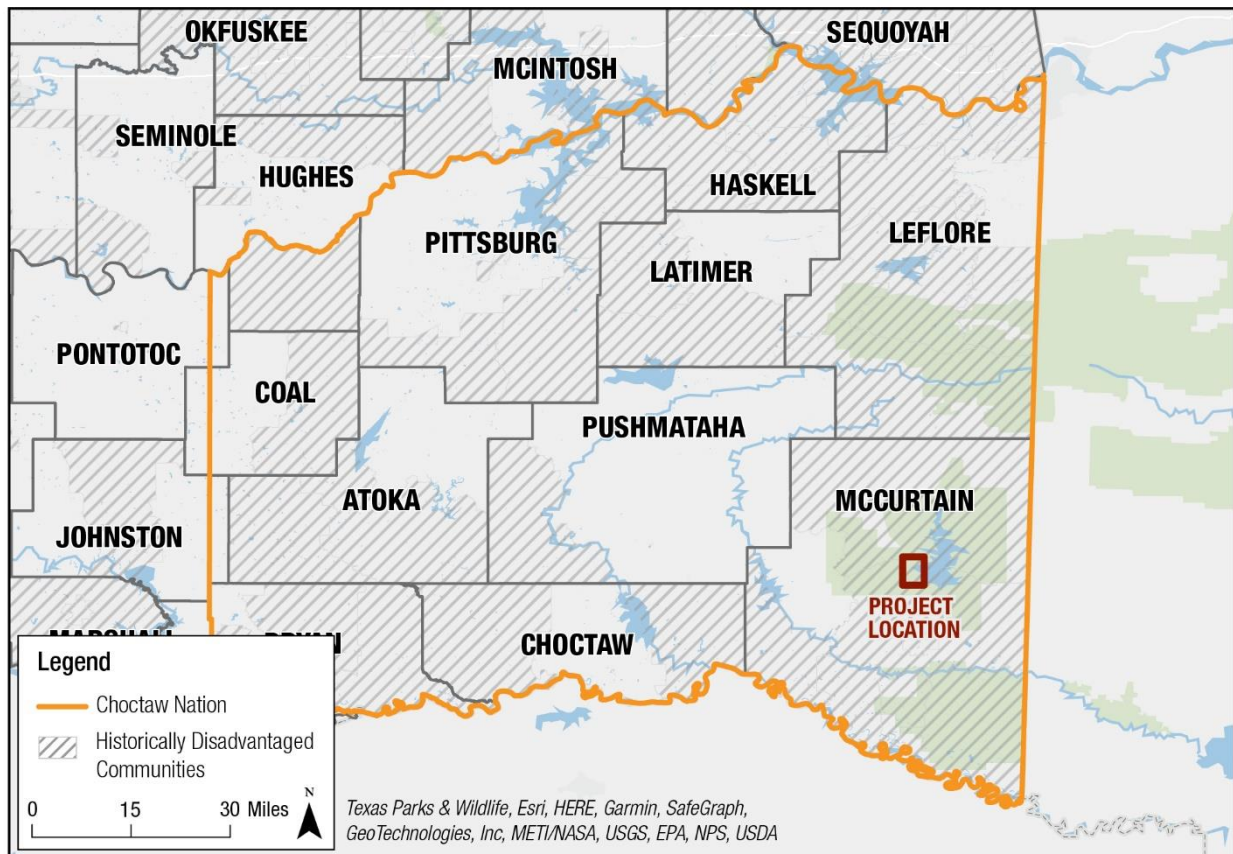 OKFUSKEE
SEQUOYAH
MCINTOSH
SEMINOLE
HUGHES
HASKELL
PITTSBURG
LEFLORE
LATIMER
PONTOTOC
COAL
PUSHMATAHA
ATOKA
MCCURTAIN
JOHNSTON
PROJECT
LOCATION
MARSHALL
BRYAN
CHOCTAW
Legend
Choctaw Nation
Historically Disadvantaged
Communities
0 15 30 Miles
N
Texas Parks & Wildlife, Esri, HERE, Garmin, SafeGraph,
GeoTechnologies, Inc, METI/NASA, USGS, EPA, NPS, USDA